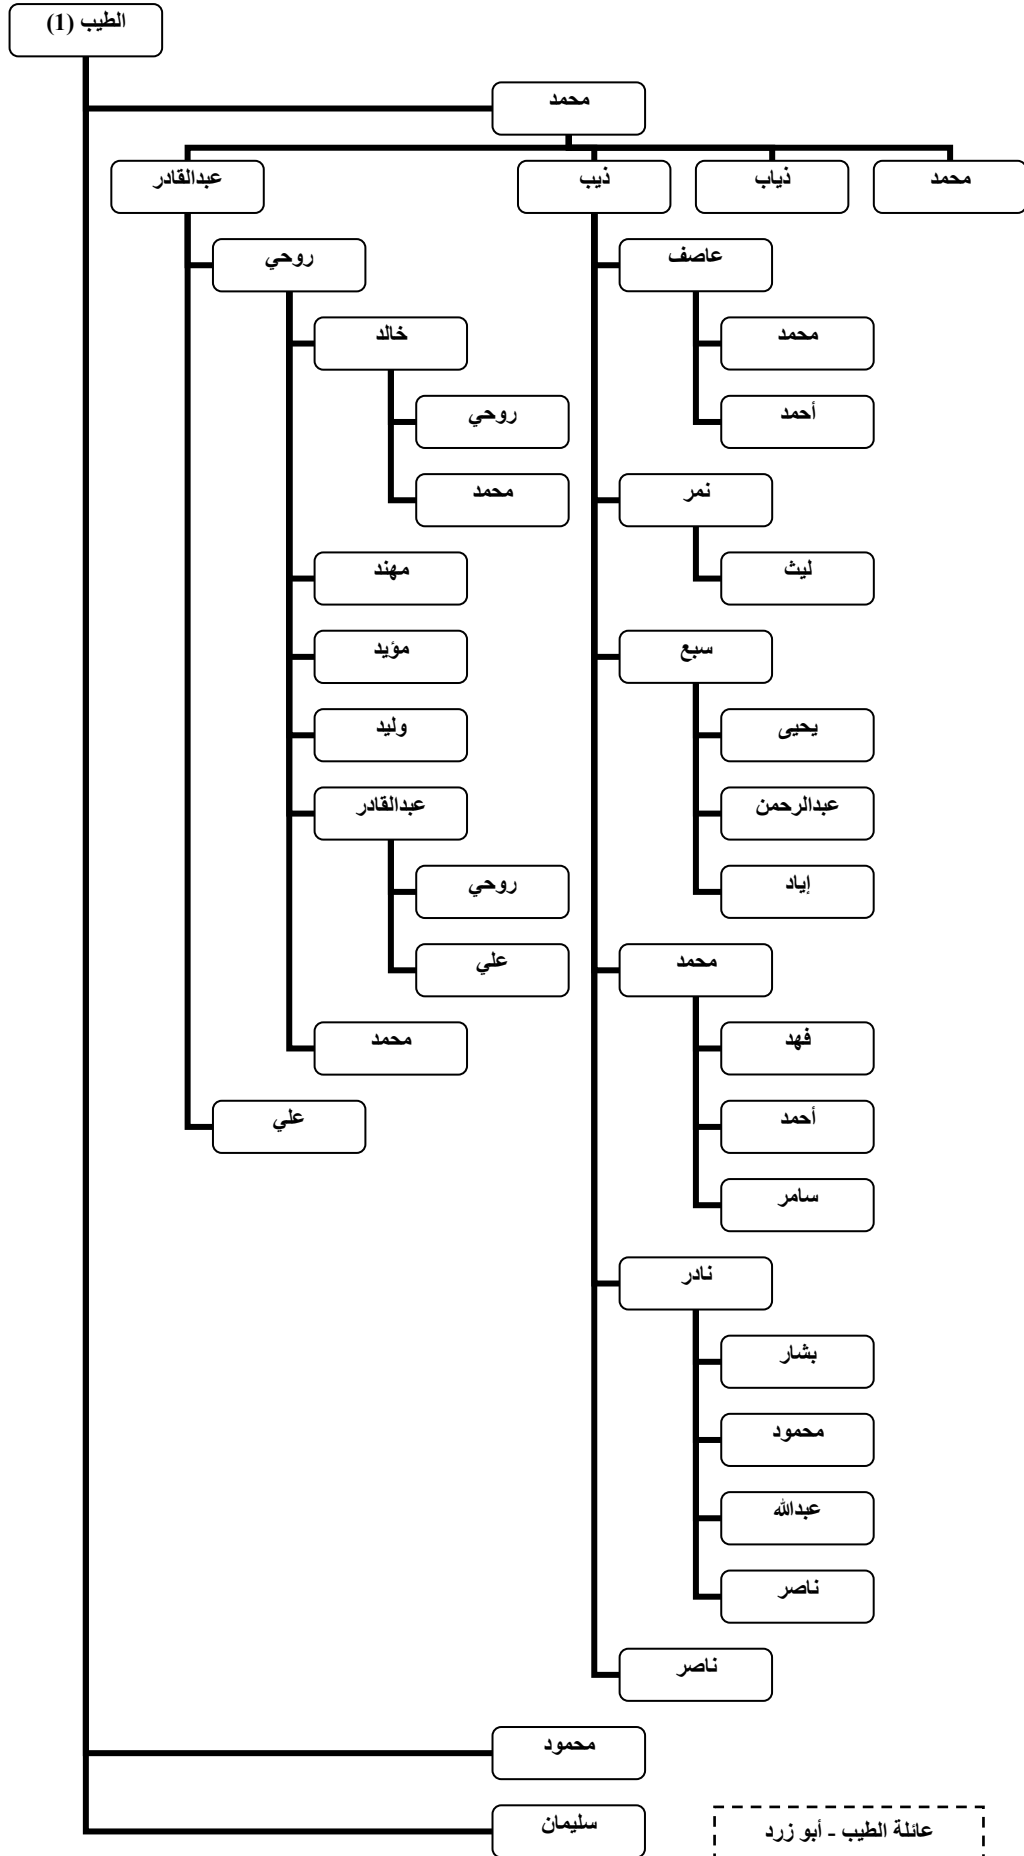 الطيب (1)
محمد
محمد
ذياب
ذيب
عبدالقادر
عاصف
محمد
أحمد
نمر
ليث
سبع
يحيى
عبدالرحمن
إياد
محمد
فهد
أحمد
سامر
نادر
بشار
محمود
عبدالله
ناصر
ناصر
روحي
خالد
روحي
محمد
مهند
مؤيد
وليد
عبدالقادر
روحي
علي
محمد
علي
محمود
سليمان
عائلة الطيب - أبو زرد